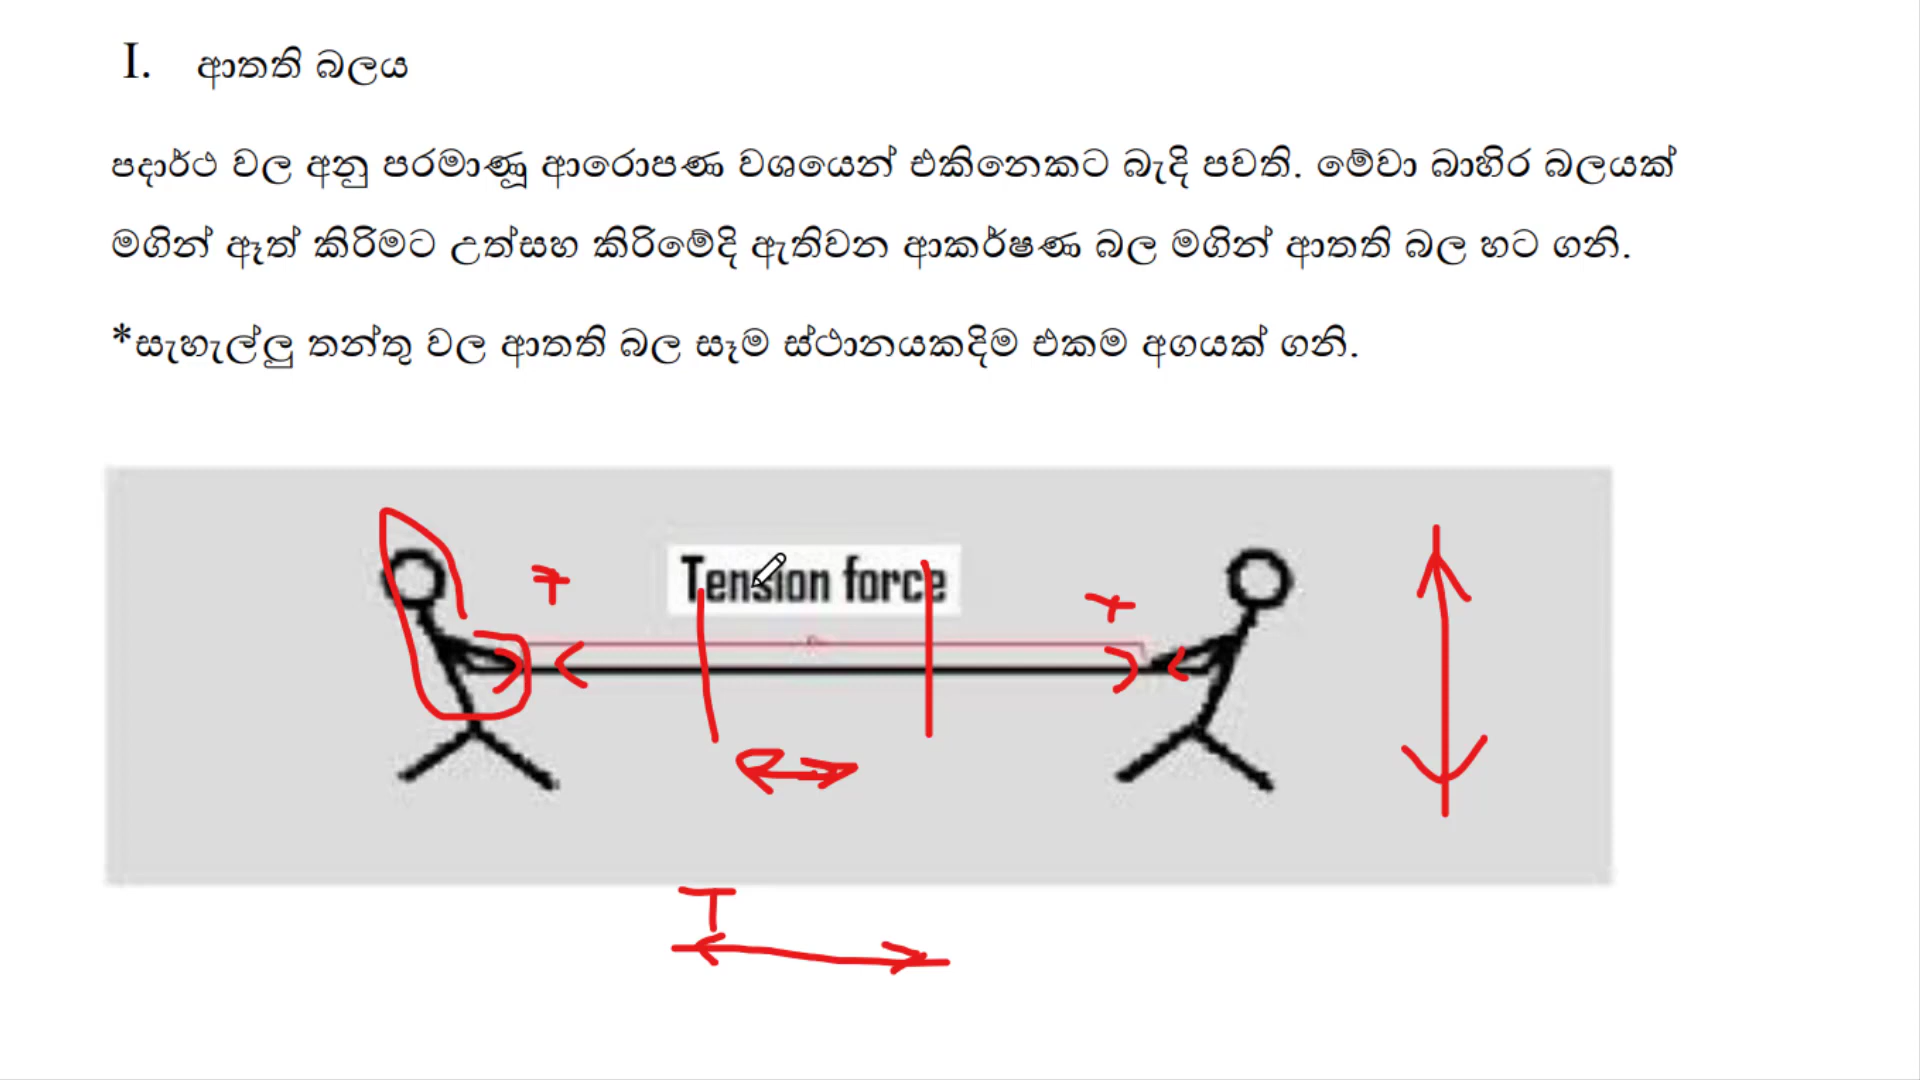 I. ආතති බලය
පදාර්ථ වල අනු පරමාණූ ආරොපණ වශයෙන් එකිනෙකට බැඳි පවති. මේවා බාහිර බලයක්
මගින් ඈත් කිරිමට උත්සහ කිරිමේදි ඇතිවන ආකර්ෂණ බල මගින් ආතති බල හට ගනි.
*සැහැල්ලු තන්තු වල ආතති බල සෑම ස්ථානයකදිම එකම අගයක් ගනි.
Tension force
T T
T